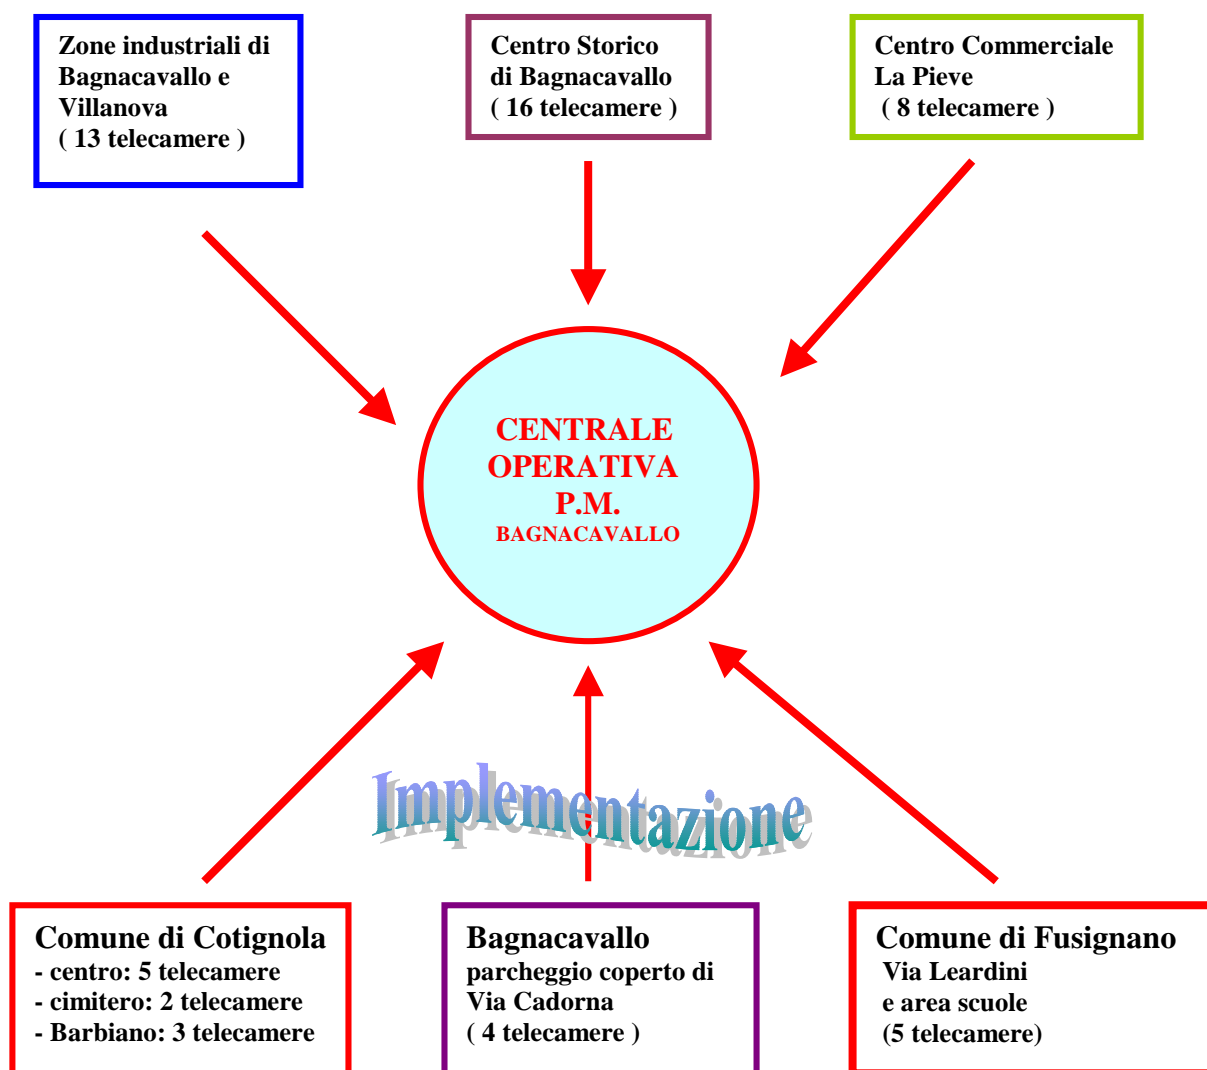 Zone industriali di
Bagnacavallo e
Villanova
( 13 telecamere )
Centro Storico
di Bagnacavallo
( 16 telecamere )
Centro Commerciale
La Pieve
( 8 telecamere )
CENTRALE
OPERATIVA
P.M.
BAGNACAVALLO
Implementazione
Comune di Cotignola
- centro: 5 telecamere
- cimitero: 2 telecamere
- Barbiano: 3 telecamere
Bagnacavallo
parcheggio coperto di
Via Cadorna
( 4 telecamere )
Comune di Fusignano
Via Leardini
e area scuole
(5 telecamere)